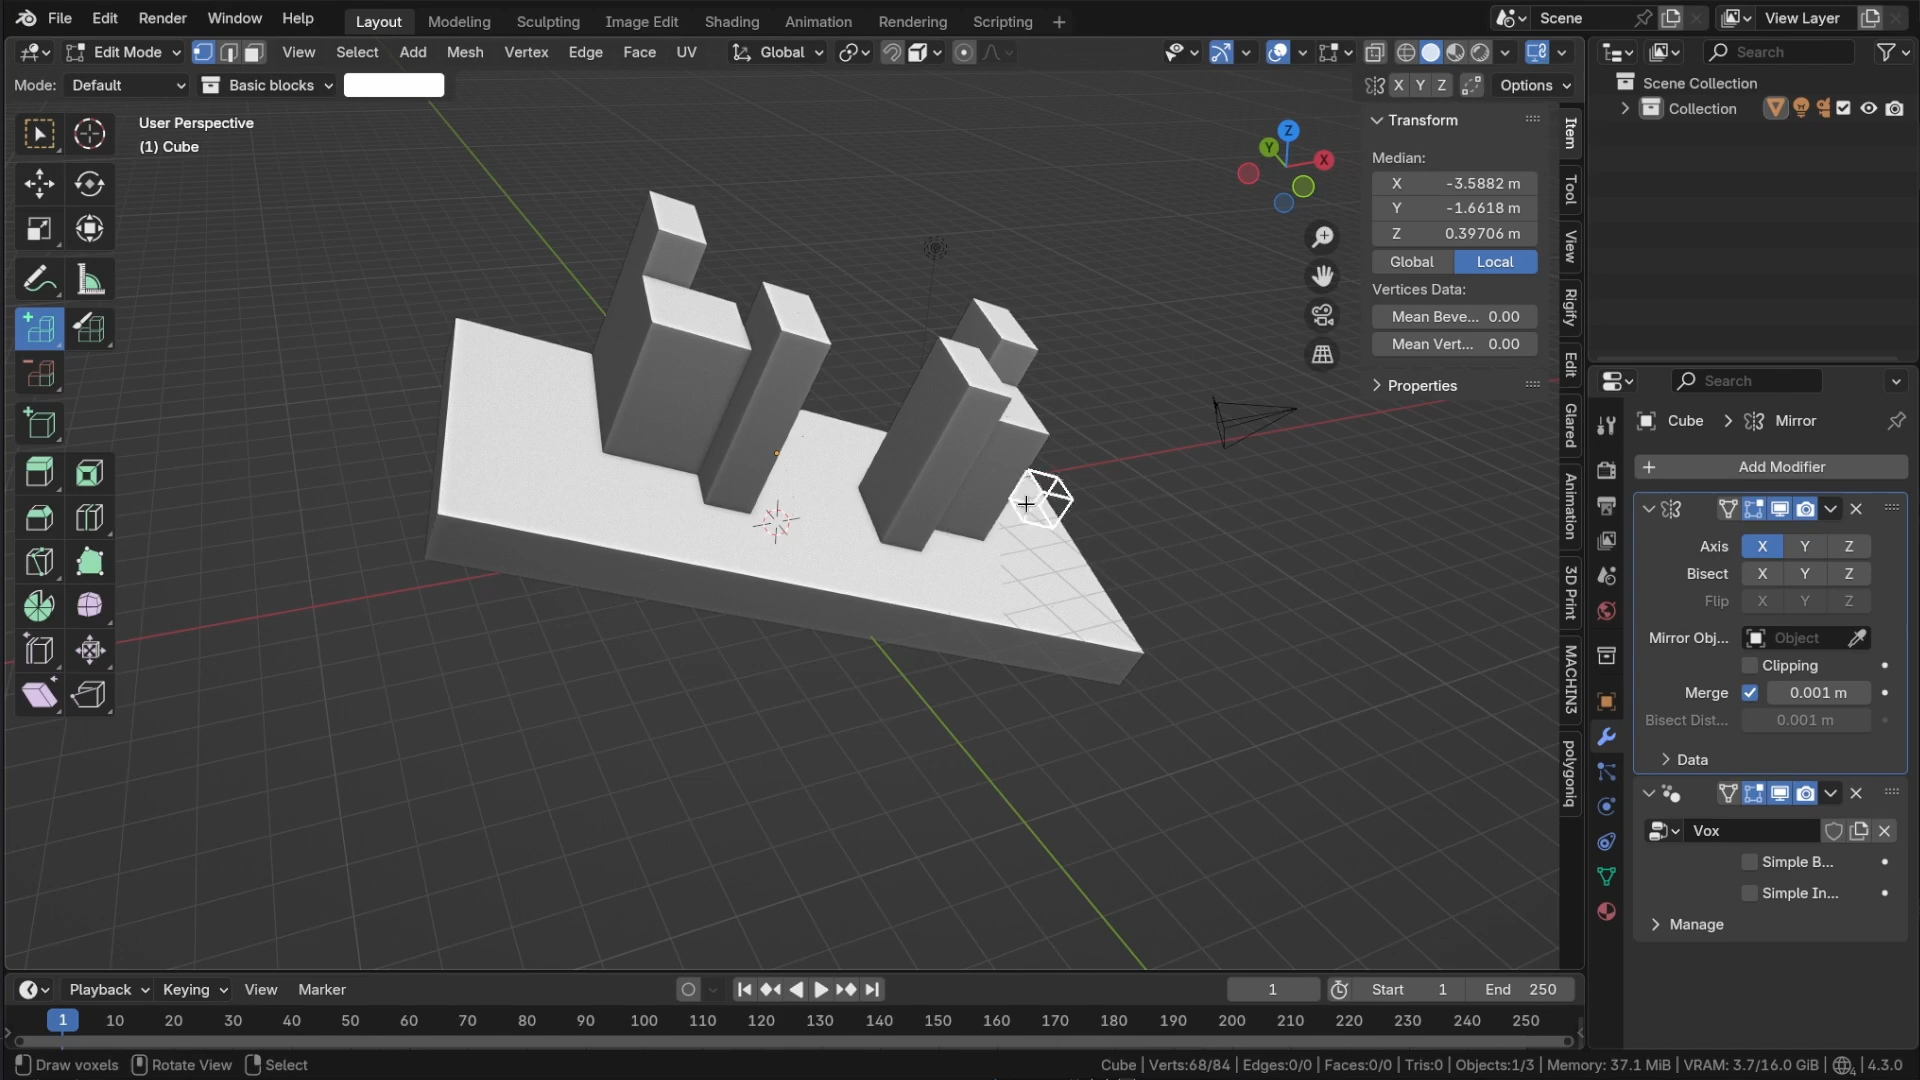 File Edit Render Window Help Layout Modeling Sculpting Image Edit Shading Animation Rendering Scripting + Scene View Layer
Edit Mode View Select Add Mesh Vertex Edge Face UV Global Search
Mode: Default Basic blocks X Y Z Options
User Perspective
(1) Cube
Z
Y
X
Transform
Median:
X -3.5882 m
Y -1.6618 m
Z 0.39706 m
Global Local
Vertices Data:
Mean Beve... 0.00
Mean Vert... 0.00
Properties
Item
Tool
View
Rigify
Edit
Glared
Animation
3D Print
MACHIN3
polygoniq
Scene Collection
Collection
Search
Cube > Mirror
+ Add Modifier
Axis X Y Z
Bisect X Y Z
Flip X Y Z
Mirror Obj... Object
Clipping
Merge 0.001 m
Bisect Dist... 0.001 m
Data
Vox
Simple B...
Simple In...
Manage
Playback Keying View Marker 1 Start 1 End 250
1 10 20 30 40 50 60 70 80 90 100 110 120 130 140 150 160 170 180 190 200 210 220 230 240 250
Draw voxels Rotate View Select Cube | Verts:68/84 | Edges:0/0 | Faces:0/0 | Tris:0 | Objects:1/3 | Memory: 37.1 MiB | VRAM: 3.7/16.0 GiB | 4 | 4.3.0